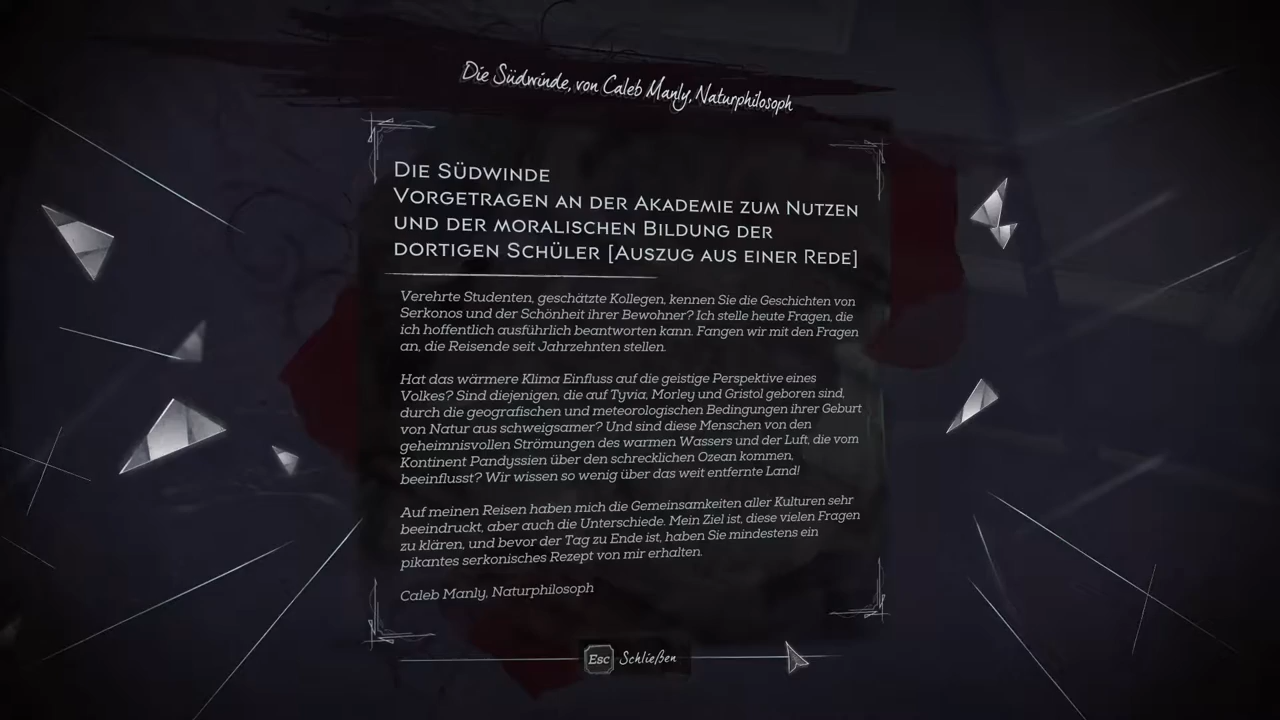 Die Südwinde, von Caleb Manly, Naturphilosoph
Die Südwinde
Vorgetragen an der Akademie zum Nutzen
und der moralischen Bildung der
dortigen Schüler [Auszug aus einer Rede]
Verehrte Studenten, geschätzte Kollegen, kennen Sie die Geschichten von
Serkonos und der Schönheit ihrer Bewohner? Ich stelle heute Fragen, die
ich hoffentlich ausführlich beantworten kann. Fangen wir mit den Fragen
an, die Reisende seit Jahrzehnten stellen.
Hat das wärmere Klima Einfluss auf die geistige Perspektive eines
Volkes? Sind diejenigen, die auf Tyvia, Morley und Gristol geboren sind,
durch die geografischen und meteorologischen Bedingungen ihrer Geburt
von Natur aus schweigsamer? Und sind diese Menschen von den
geheimnisvollen Strömungen des warmen Wassers und der Luft, die vom
Kontinent Pandyssien über den schrecklichen Ozean kommen,
beeinflusst? Wir wissen so wenig über das weit entfernte Land!
Auf meinen Reisen haben mich die Gemeinsamkeiten aller Kulturen sehr
beeindruckt, aber auch die Unterschiede. Mein Ziel ist, diese vielen Fragen
zu klären, und bevor der Tag zu Ende ist, haben Sie mindestens ein
pikantes serkonisches Rezept von mir erhalten.
Caleb Manly, Naturphilosoph
Esc Schließen